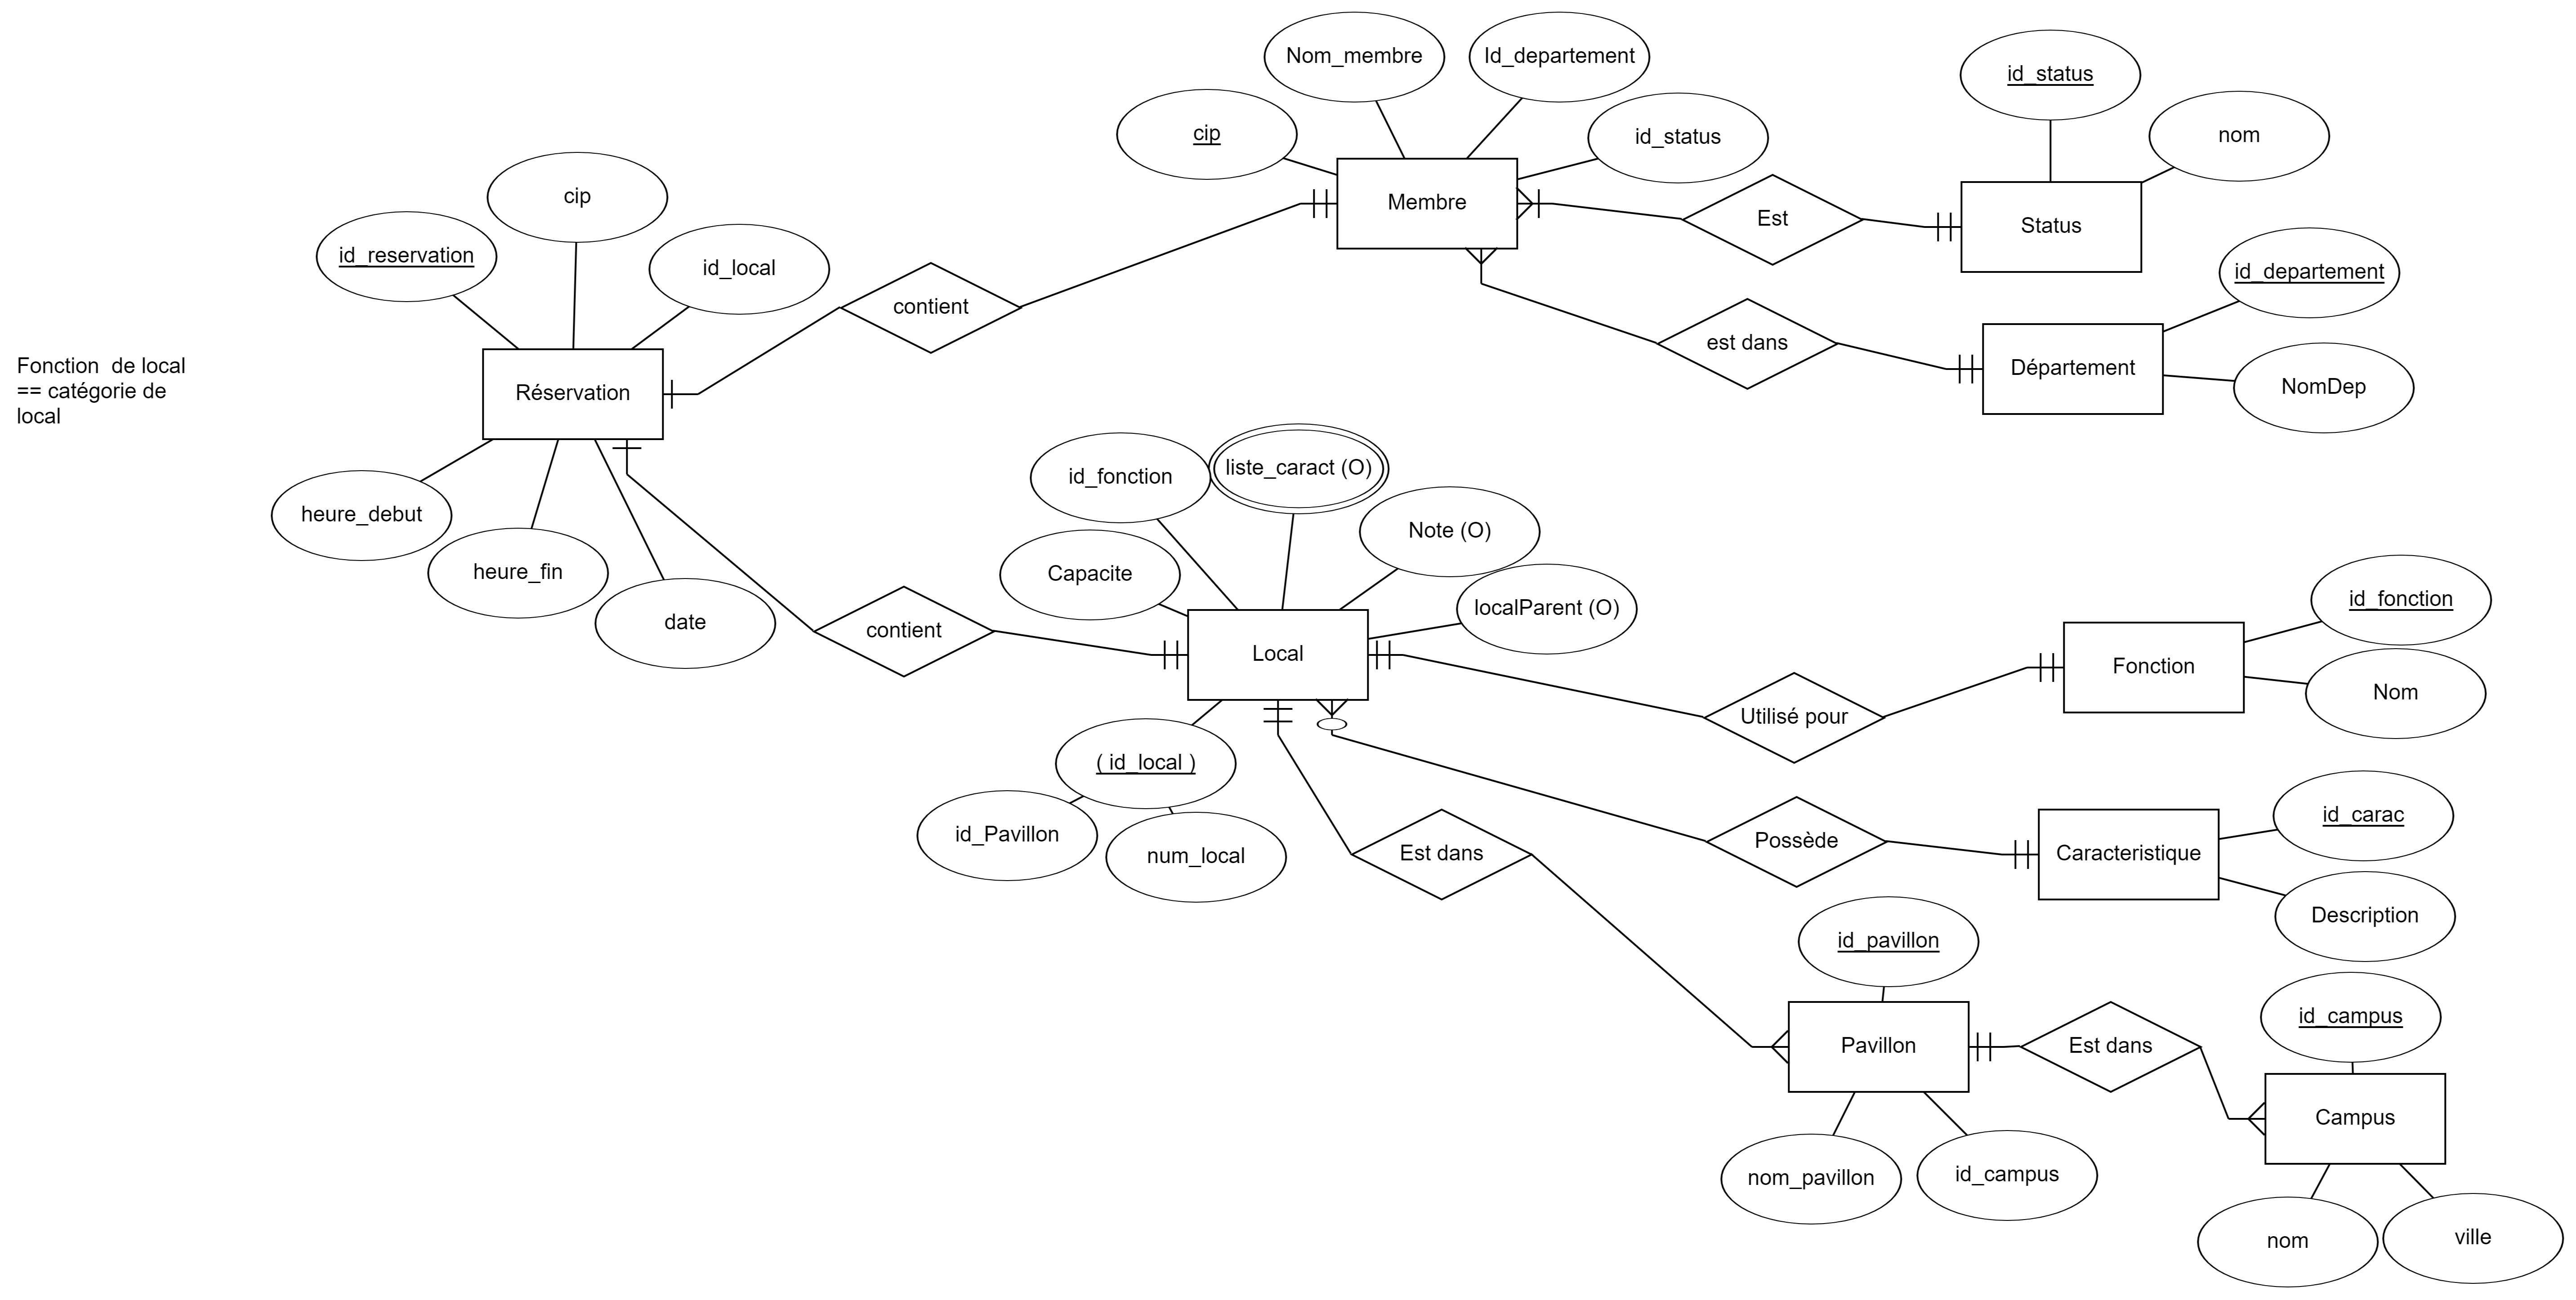 Nom_membre
Id_departement
id_status
cip
id_status
nom
cip
Membre
Est
Status
id_reservation
id_local
id_departement
contient
est dans
Département
NomDep
Fonction  de local
== catégorie de
local
Réservation
id_fonction
liste_caract (O)
Note (O)
heure_debut
heure_fin
date
Capacite
localParent (O)
contient
Local
Utilisé pour
Fonction
id_fonction
Nom
( id_local )
id_Pavillon
num_local
Est dans
Possède
Caracteristique
id_carac
Description
id_pavillon
Pavillon
Est dans
id_campus
Campus
nom_pavillon
id_campus
nom
ville